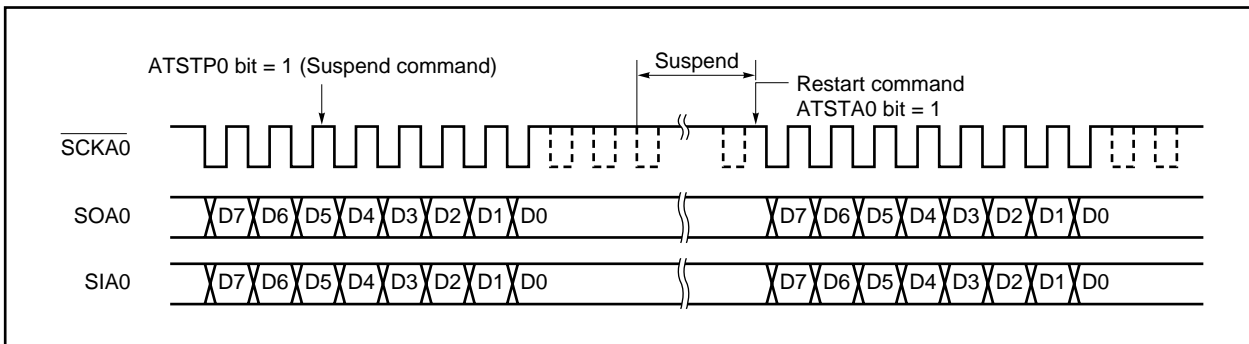 Suspend
ATSTP0 bit = 1 (Suspend command)
Restart command
ATSTA0 bit = 1
SCKA0
SOA0 D7 D6 D5 D4 D3 D2 D1 D0 D7 D6 D5 D4 D3 D2 D1 D0
SIA0 D7 D6 D5 D4 D3 D2 D1 D0 D7 D6 D5 D4 D3 D2 D1 D0